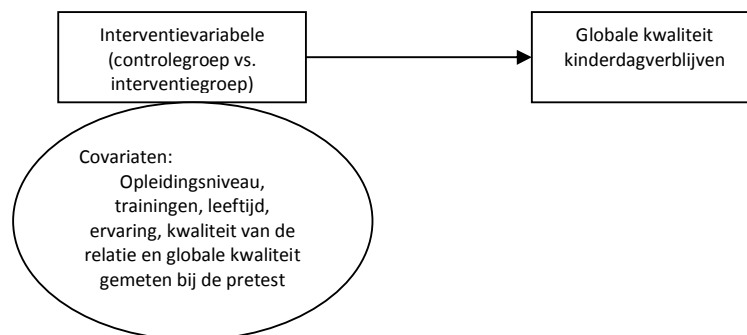 Interventievariabele
(controlegroep vs.
interventiegroep)
Globale kwaliteit
kinderdagverblijven
Covariaten:
Opleidingsniveau,
trainingen, leeftijd,
ervaring, kwaliteit van de
relatie en globale kwaliteit
gemeten bij de pretest